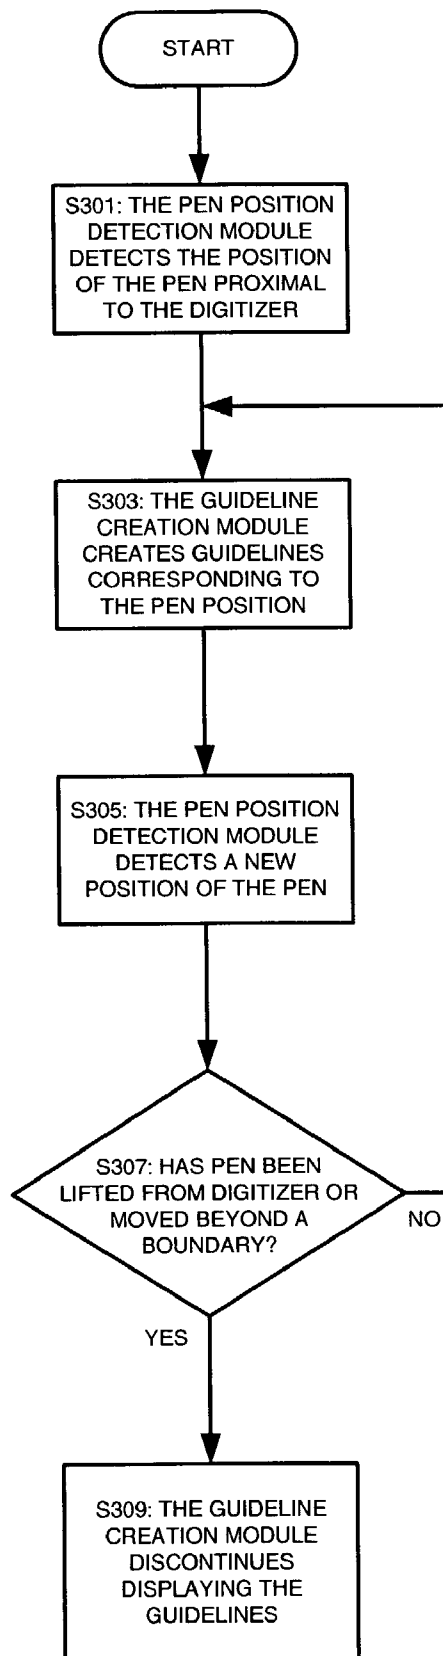 START
S301: THE PEN POSITION
DETECTION MODULE
DETECTS THE POSITION
OF THE PEN PROXIMAL
TO THE DIGITIZER
S303: THE GUIDELINE
CREATION MODULE
CREATES GUIDELINES
CORRESPONDING TO
THE PEN POSITION
S305: THE PEN POSITION
DETECTION MODULE
DETECTS A NEW
POSITION OF THE PEN
S307: HAS PEN BEEN
LIFTED FROM DIGITIZER OR
MOVED BEYOND A
BOUNDARY?
NO
YES
S309: THE GUIDELINE
CREATION MODULE
DISCONTINUES
DISPLAYING THE
GUIDELINES